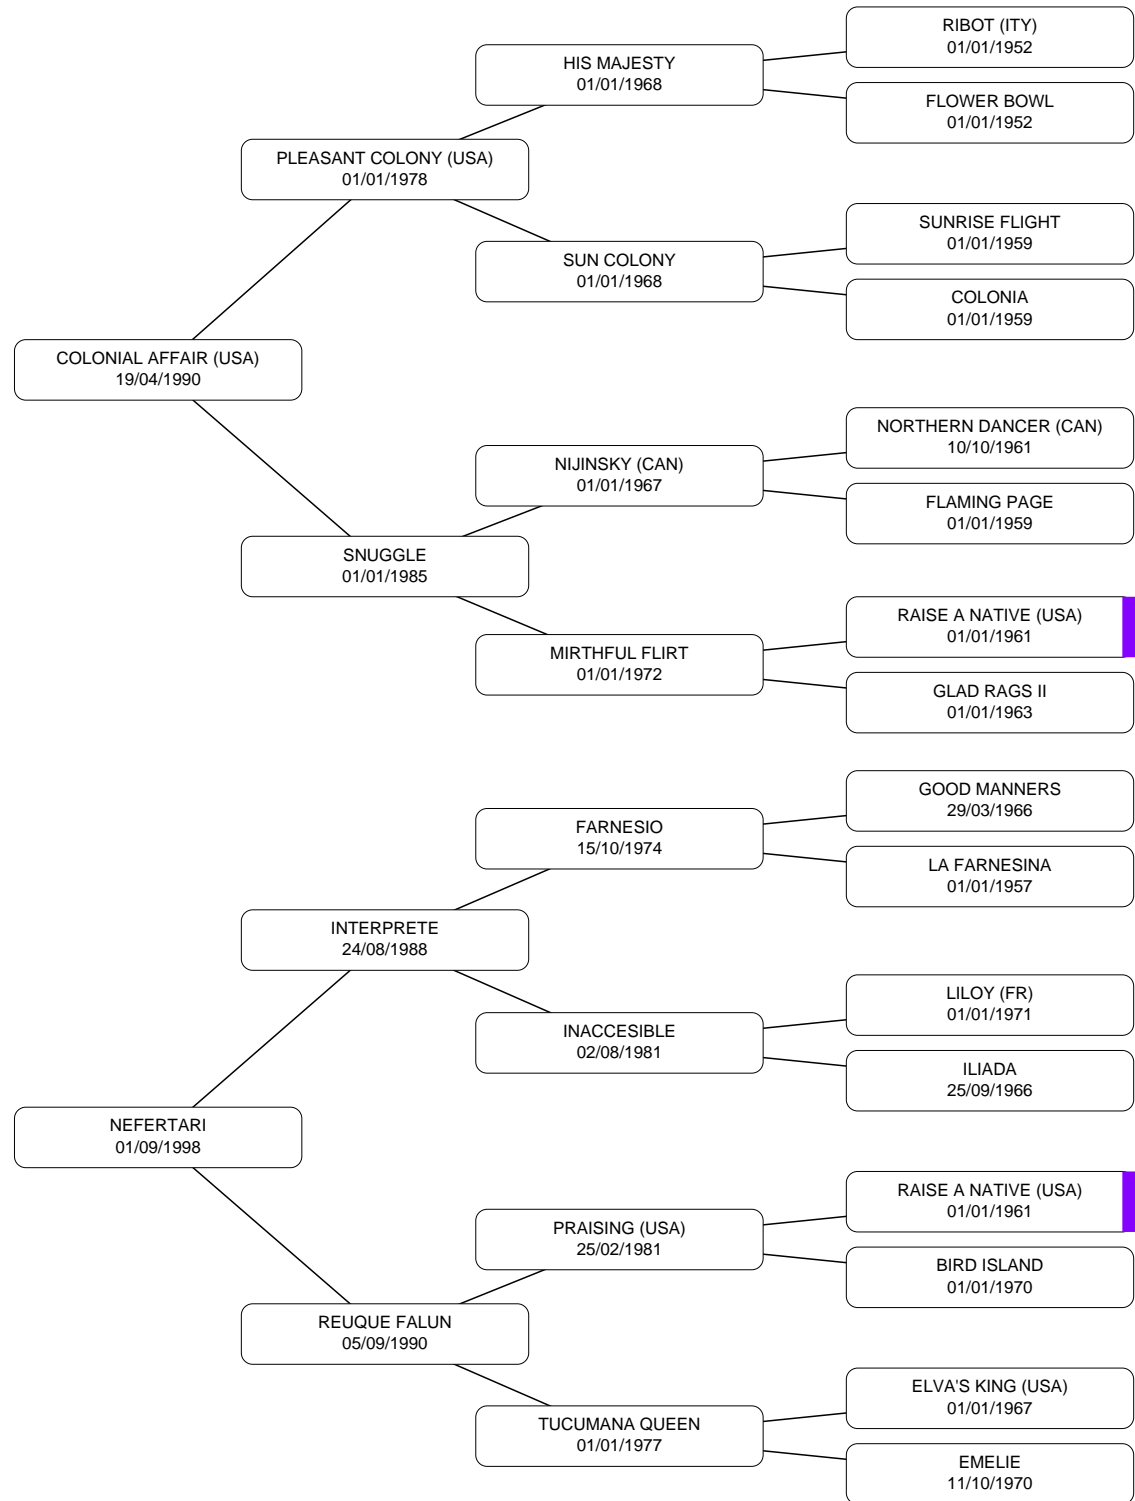 RIBOT (ITY)
01/01/1952
HIS MAJESTY
01/01/1968
FLOWER BOWL
01/01/1952
PLEASANT COLONY (USA)
01/01/1978
SUNRISE FLIGHT
01/01/1959
SUN COLONY
01/01/1968
COLONIA
01/01/1959
COLONIAL AFFAIR (USA)
19/04/1990
NORTHERN DANCER (CAN)
10/10/1961
NIJINSKY (CAN)
01/01/1967
FLAMING PAGE
01/01/1959
SNUGGLE
01/01/1985
RAISE A NATIVE (USA)
01/01/1961
MIRTHFUL FLIRT
01/01/1972
GLAD RAGS II
01/01/1963
GOOD MANNERS
29/03/1966
FARNESIO
15/10/1974
LA FARNESINA
01/01/1957
INTERPRETE
24/08/1988
LILOY (FR)
01/01/1971
INACCESIBLE
02/08/1981
ILIADA
25/09/1966
NEFERTARI
01/09/1998
RAISE A NATIVE (USA)
01/01/1961
PRAISING (USA)
25/02/1981
BIRD ISLAND
01/01/1970
REUQUE FALUN
05/09/1990
ELVA'S KING (USA)
01/01/1967
TUCUMANA QUEEN
01/01/1977
EMELIE
11/10/1970